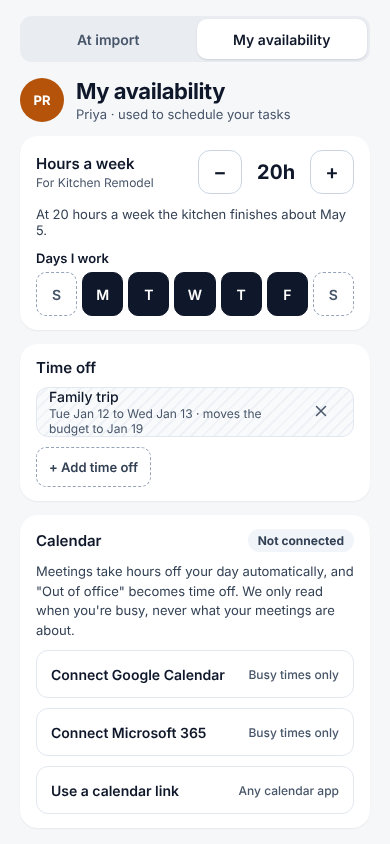 At import
My availability
PR
My availability
Priya · used to schedule your tasks
Hours a week
For Kitchen Remodel
−
20h
+
At 20 hours a week the kitchen finishes about May
5.
Days I work
S M T W T F S
Time off
Family trip
Tue Jan 12 to Wed Jan 13 · moves the
budget to Jan 19
+ Add time off
Calendar
Not connected
Meetings take hours off your day automatically, and
"Out of office" becomes time off. We only read
when you're busy, never what your meetings are
about.
Connect Google Calendar
Busy times only
Connect Microsoft 365
Busy times only
Use a calendar link
Any calendar app